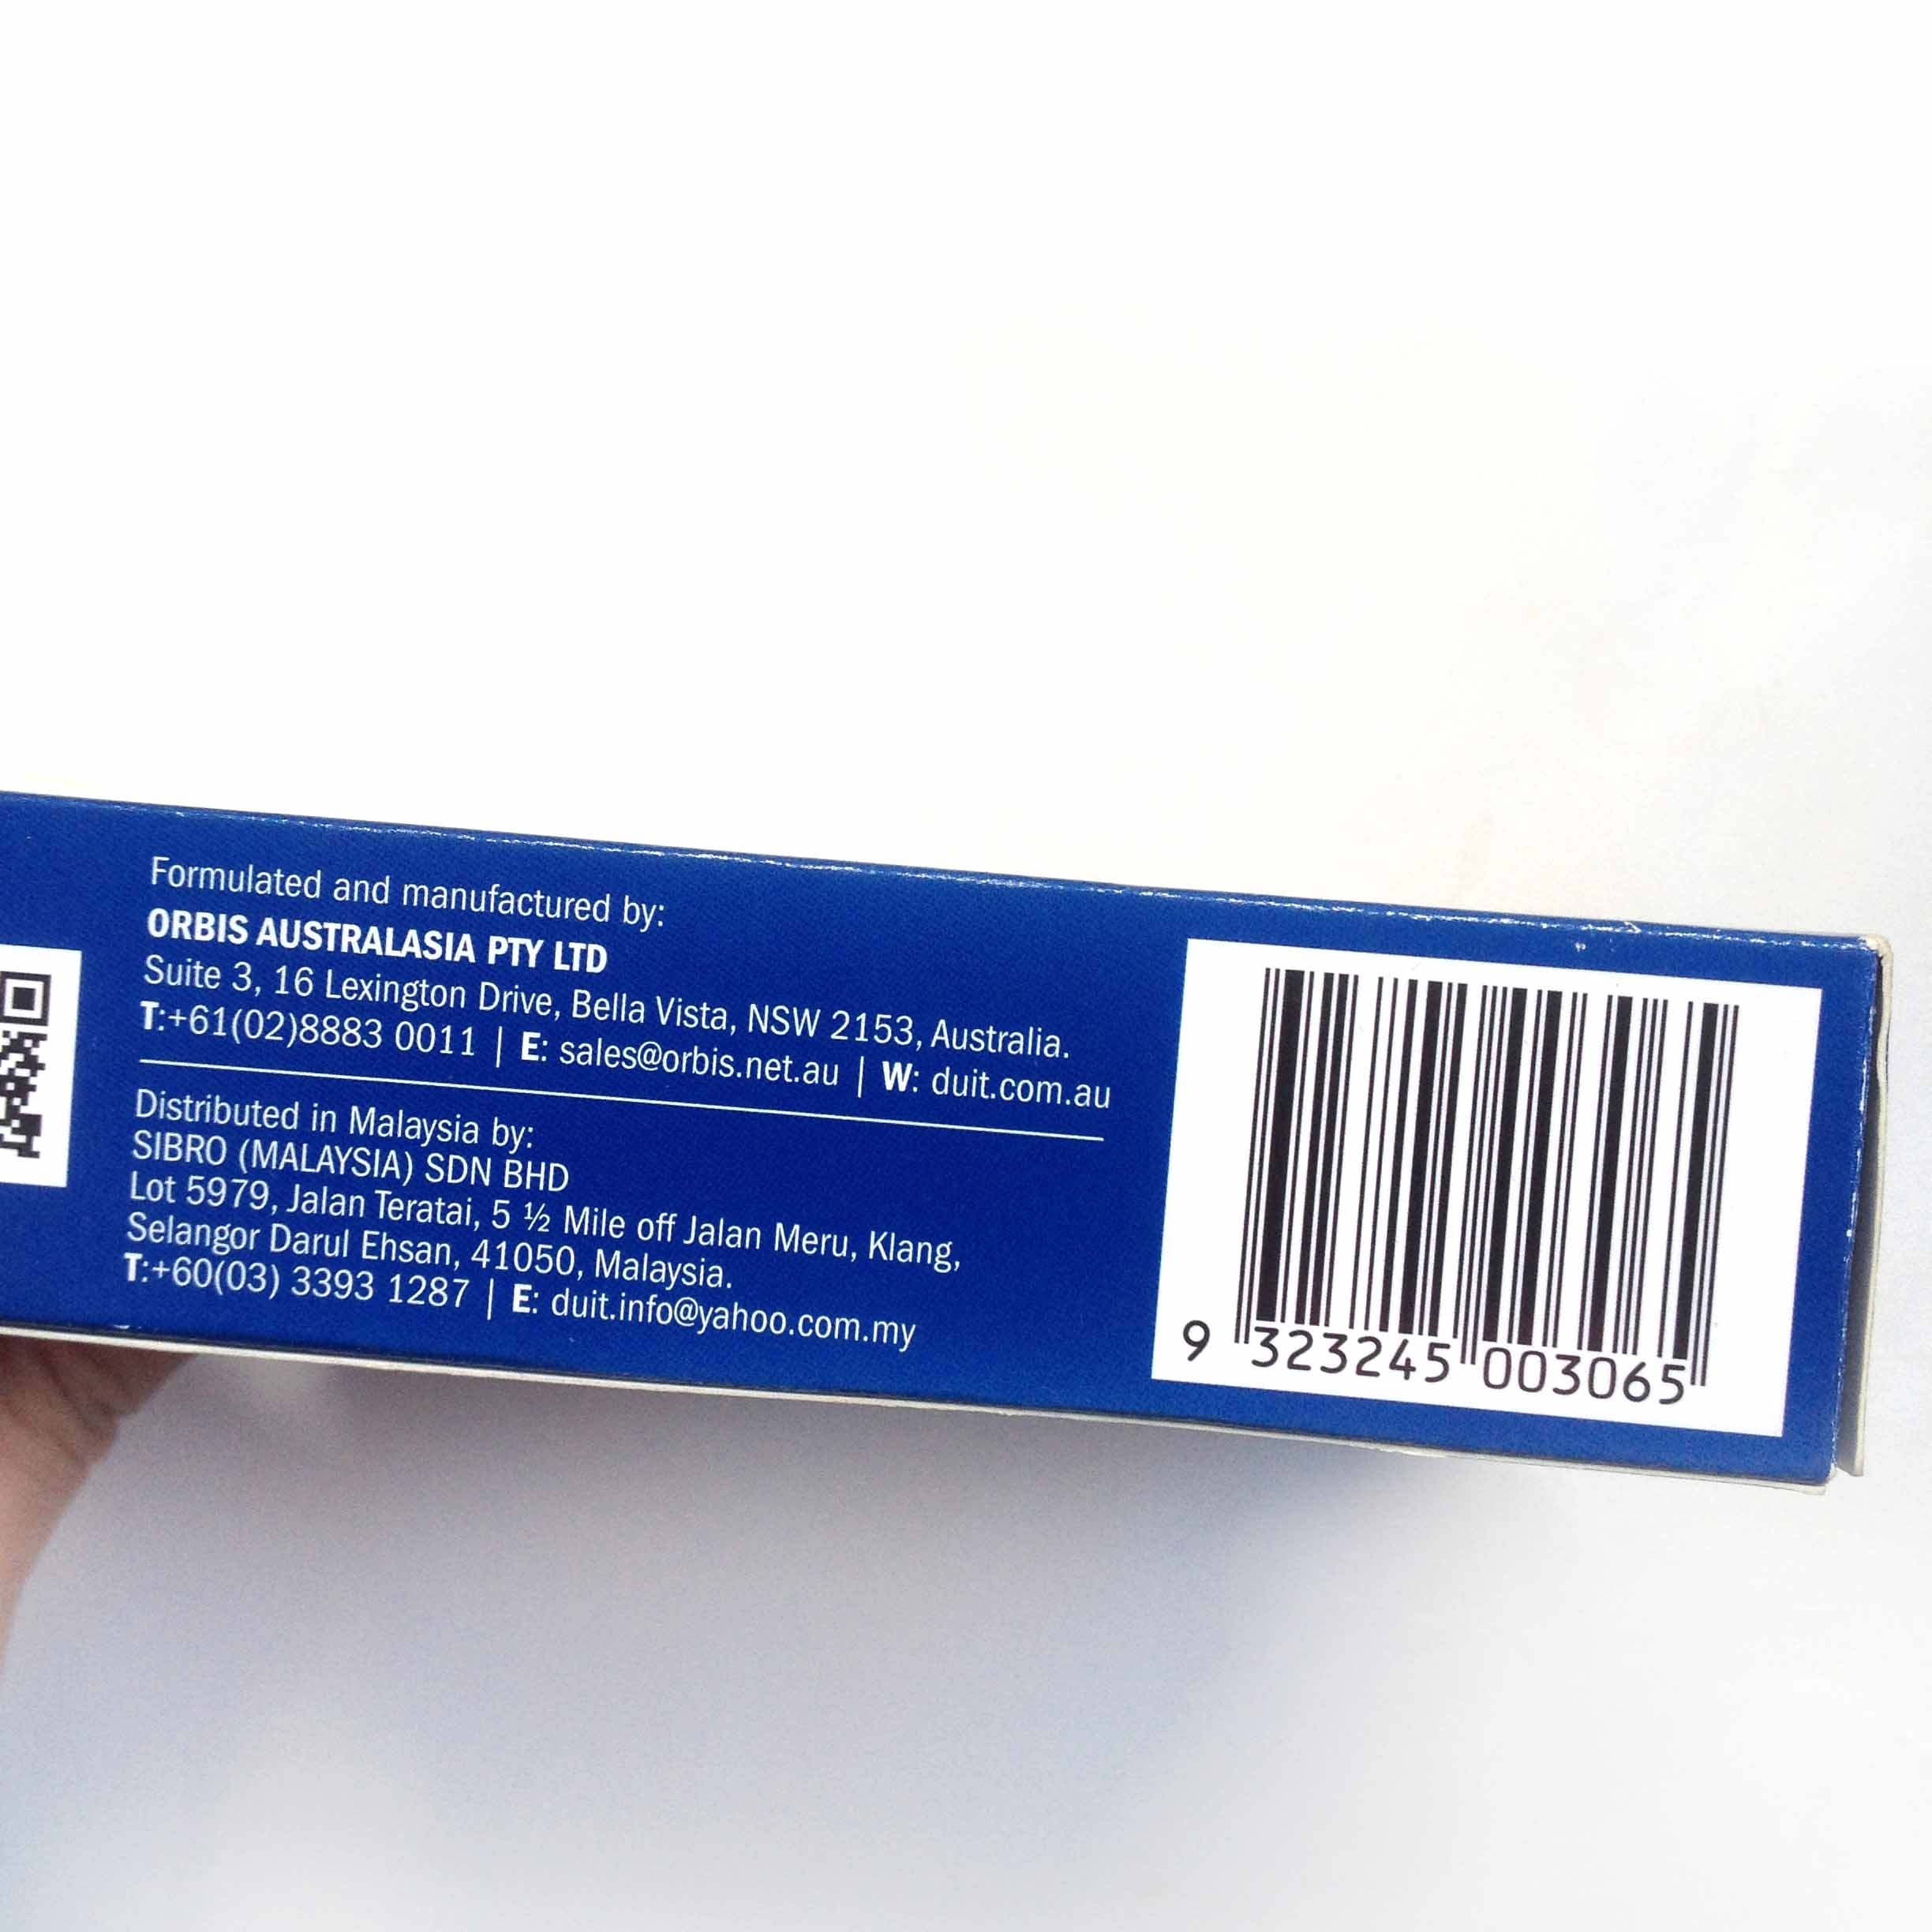 Formulated and manufactured by:
ORBIS AUSTRALASIA PTY LTD
Suite 3, 16 Lexington Drive, Bella Vista, NSW 2153, Australia.
T:+61(02)8883 0011 | E: sales@orbis.net.au | W: duit.com.au
Distributed in Malaysia by:
SIBRO (MALAYSIA) SDN BHD
Lot 5979, Jalan Teratai, 5 ½ Mile off Jalan Meru, Klang,
Selangor Darul Ehsan, 41050, Malaysia.
T:+60(03) 3393 1287 | E: duit.info@yahoo.com.my
9 323245 003065